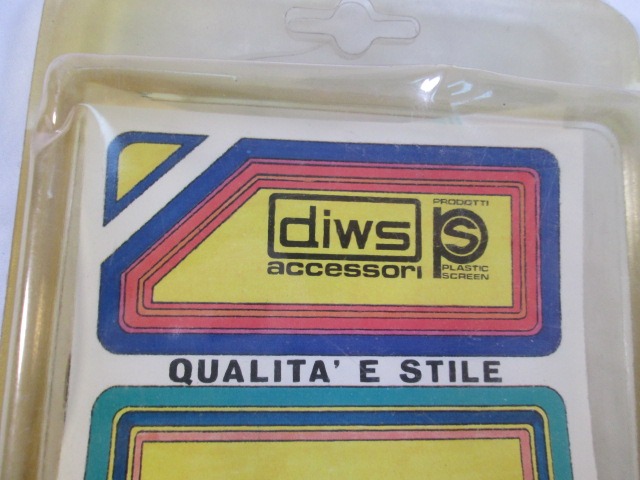 diws
accessori
PRODOTTI
ps
PLASTIC
SCREEN
QUALITA' E STILE